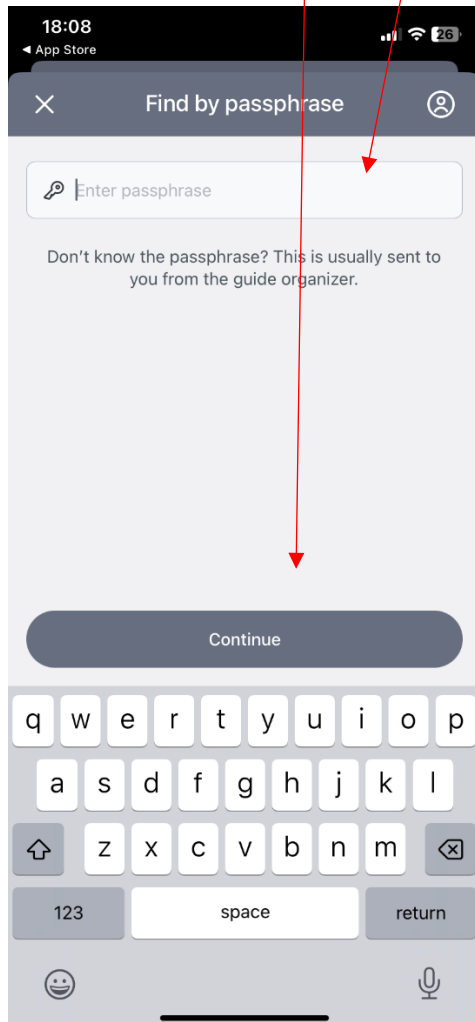 18:08
26
◀ App Store
Find by passphrase
Enter passphrase
Don’t know the passphrase? This is usually sent to
you from the guide organizer.
Continue
q w e r t y u i o p
a s d f g h j k l
z x c v b n m
123 space return